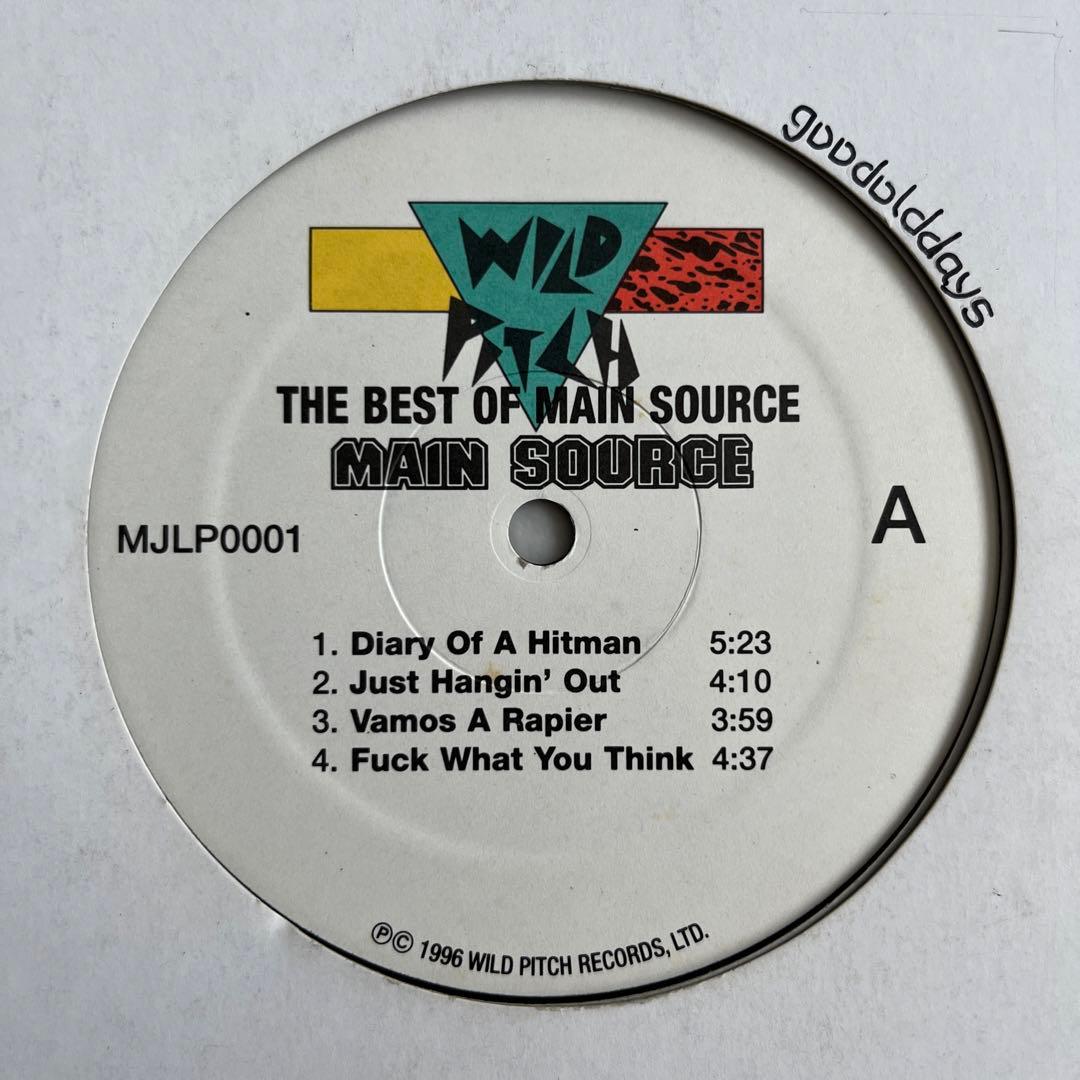 gooddolddays
WILD
PITCH
THE BEST OF MAIN SOURCE
MAIN SOURCE
MJLP0001
A
1. Diary Of A Hitman 5:23
2. Just Hangin' Out 4:10
3. Vamos A Rapier 3:59
4. Fuck What You Think 4:37
℗© 1996 WILD PITCH RECORDS, LTD.